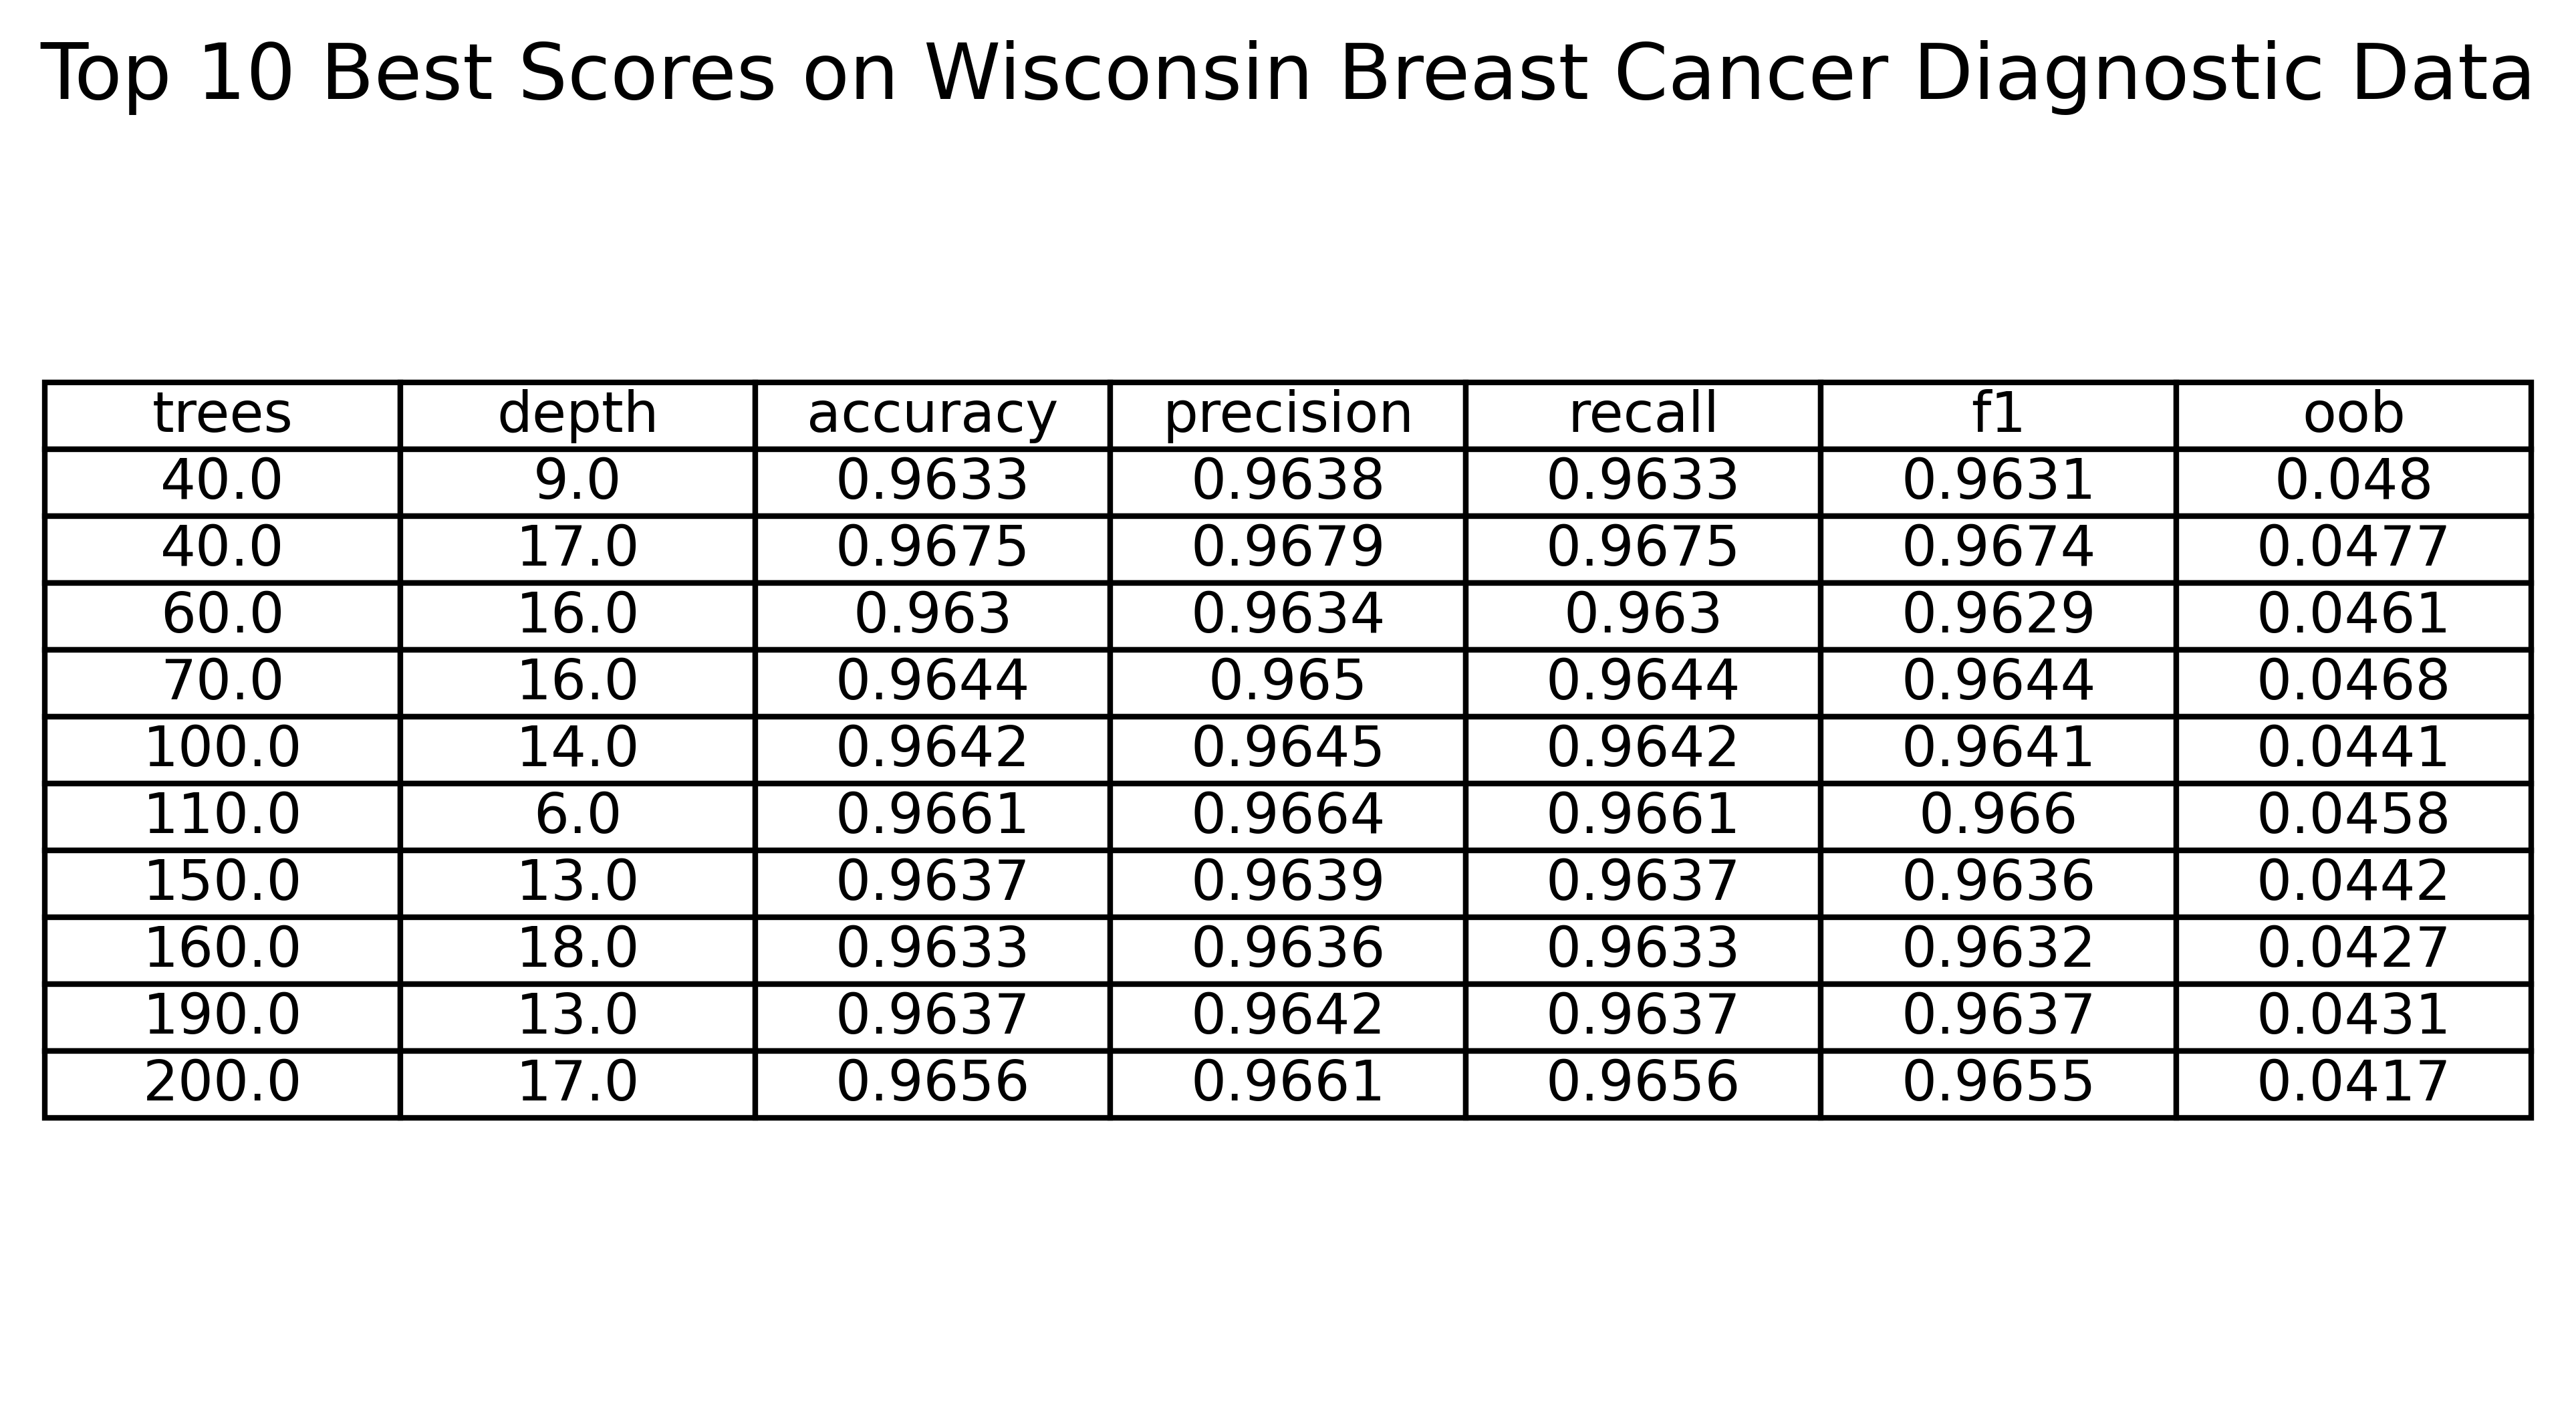 Top 10 Best Scores on Wisconsin Breast Cancer Diagnostic Data
trees depth accuracy precision recall f1 oob
40.0 9.0 0.9633 0.9638 0.9633 0.9631 0.048
40.0 17.0 0.9675 0.9679 0.9675 0.9674 0.0477
60.0 16.0 0.963 0.9634 0.963 0.9629 0.0461
70.0 16.0 0.9644 0.965 0.9644 0.9644 0.0468
100.0 14.0 0.9642 0.9645 0.9642 0.9641 0.0441
110.0 6.0 0.9661 0.9664 0.9661 0.966 0.0458
150.0 13.0 0.9637 0.9639 0.9637 0.9636 0.0442
160.0 18.0 0.9633 0.9636 0.9633 0.9632 0.0427
190.0 13.0 0.9637 0.9642 0.9637 0.9637 0.0431
200.0 17.0 0.9656 0.9661 0.9656 0.9655 0.0417